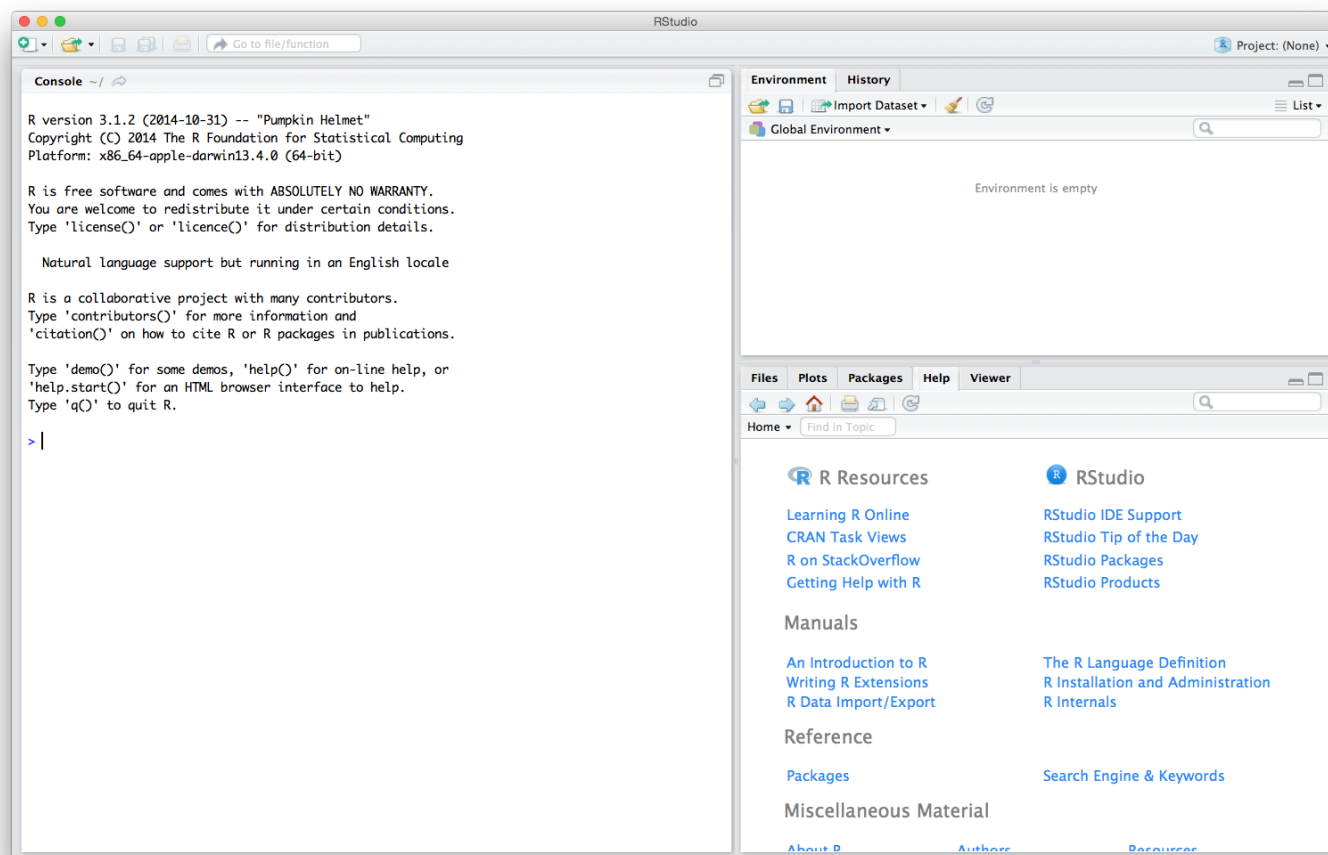 RStudio
Go to file/function
Project: (None)
Console ~/
R version 3.1.2 (2014-10-31) -- "Pumpkin Helmet"
Copyright (C) 2014 The R Foundation for Statistical Computing
Platform: x86_64-apple-darwin13.4.0 (64-bit)
R is free software and comes with ABSOLUTELY NO WARRANTY.
You are welcome to redistribute it under certain conditions.
Type 'license()' or 'licence()' for distribution details.
Natural language support but running in an English locale
R is a collaborative project with many contributors.
Type 'contributors()' for more information and
'citation()' on how to cite R or R packages in publications.
Type 'demo()' for some demos, 'help()' for on-line help, or
'help.start()' for an HTML browser interface to help.
Type 'q()' to quit R.
>
Environment History
Import Dataset List
Global Environment
Environment is empty
Files Plots Packages Help Viewer
Home Find in Topic
R Resources
Learning R Online
CRAN Task Views
R on StackOverflow
Getting Help with R
R RStudio
RStudio IDE Support
RStudio Tip of the Day
RStudio Packages
RStudio Products
Manuals
An Introduction to R
Writing R Extensions
R Data Import/Export
The R Language Definition
R Installation and Administration
R Internals
Reference
Packages
Search Engine & Keywords
Miscellaneous Material
About R Authors Resources